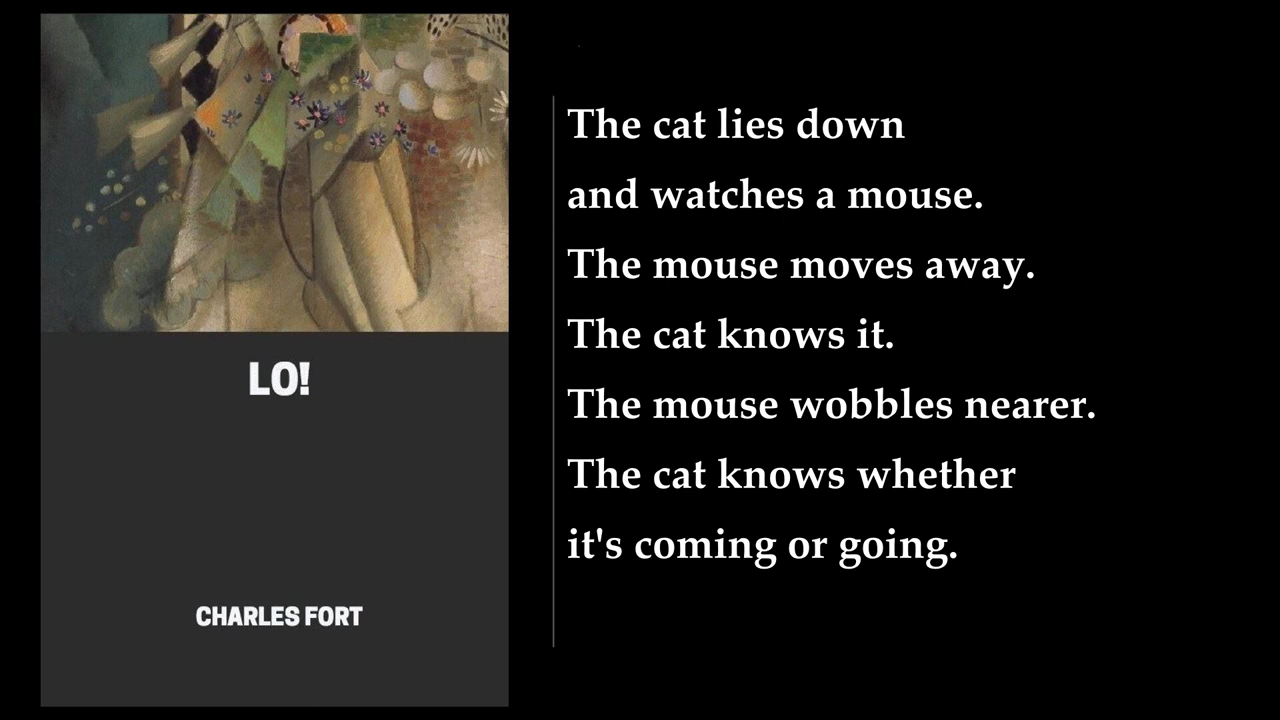 LO!
CHARLES FORT
The cat lies down
and watches a mouse.
The mouse moves away.
The cat knows it.
The mouse wobbles nearer.
The cat knows whether
it's coming or going.